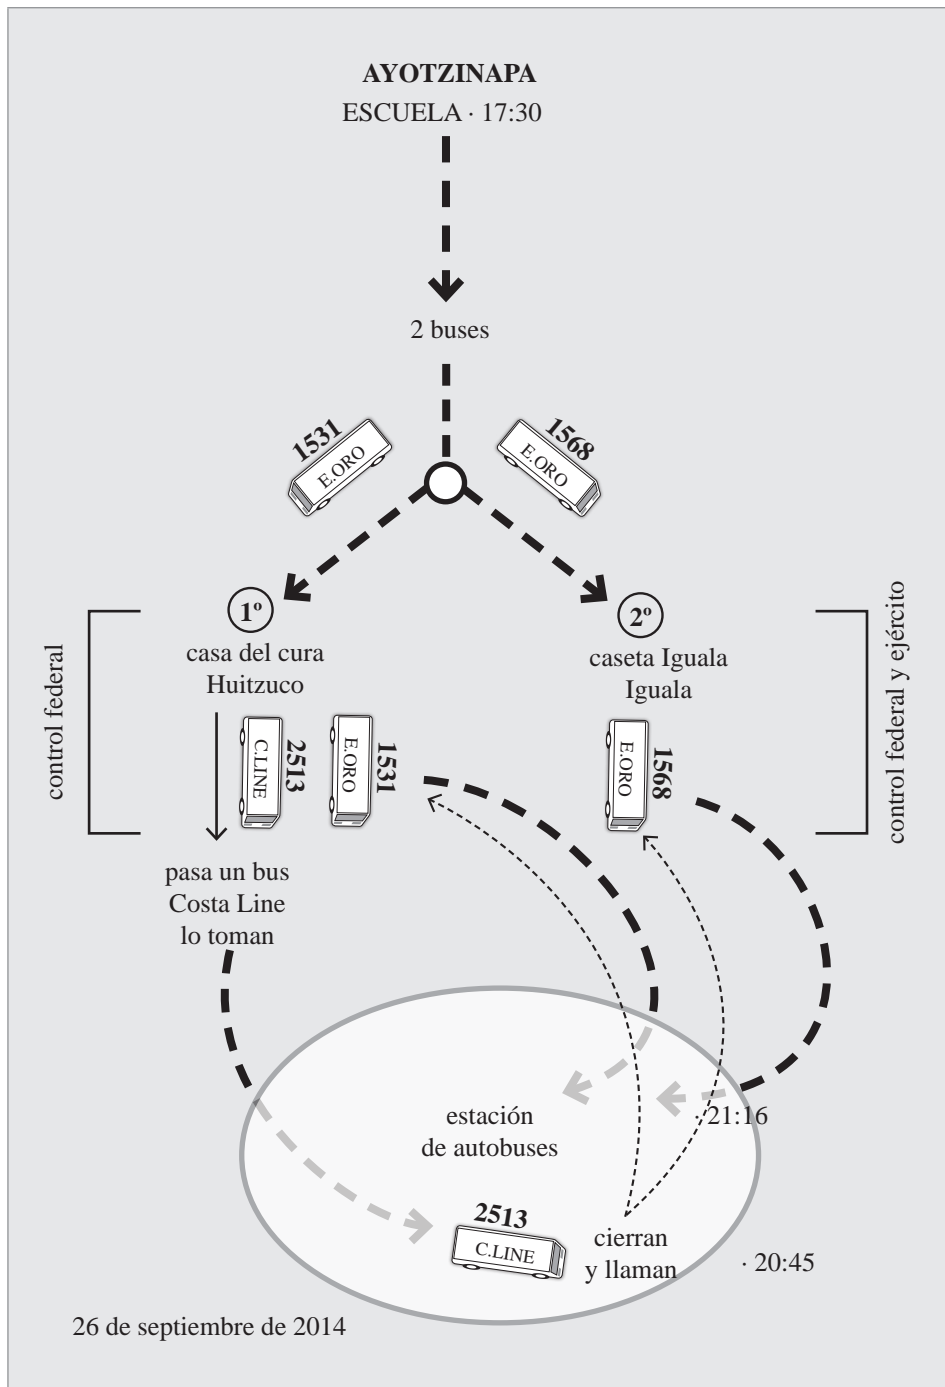 AYOTZINAPA
ESCUELA · 17:30
2 buses
1531
E.ORO
1568
E.ORO
1º
casa del cura
Huitzuco
2º
caseta Iguala
Iguala
control federal
control federal y ejército
C.LINE
2513
E.ORO
1531
E.ORO
1568
pasa un bus
Costa Line
lo toman
estación
de autobuses
· 21:16
2513
C.LINE
cierran
y llaman
· 20:45
26 de septiembre de 2014